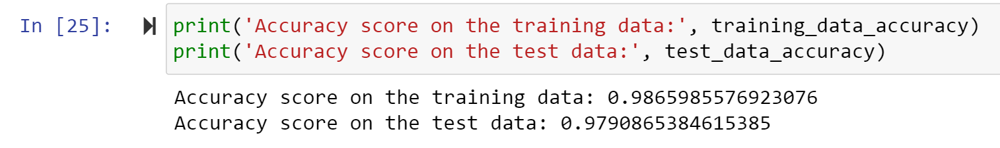 In [25]: print('Accuracy score on the training data:', training_data_accuracy)
print('Accuracy score on the test data:', test_data_accuracy)
Accuracy score on the training data: 0.9865985576923076
Accuracy score on the test data: 0.9790865384615385